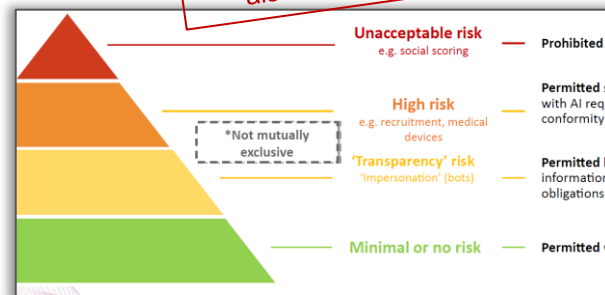 Unacceptable risk
e.g. social scoring
Prohibited
High risk
e.g. recruitment, medical
devices
Permitted
with AI
conformity
*Not mutually
exclusive
'Transparency' risk
'Impersonation' (bots)
Permitted
information
obligations
Minimal or no risk
Permitted